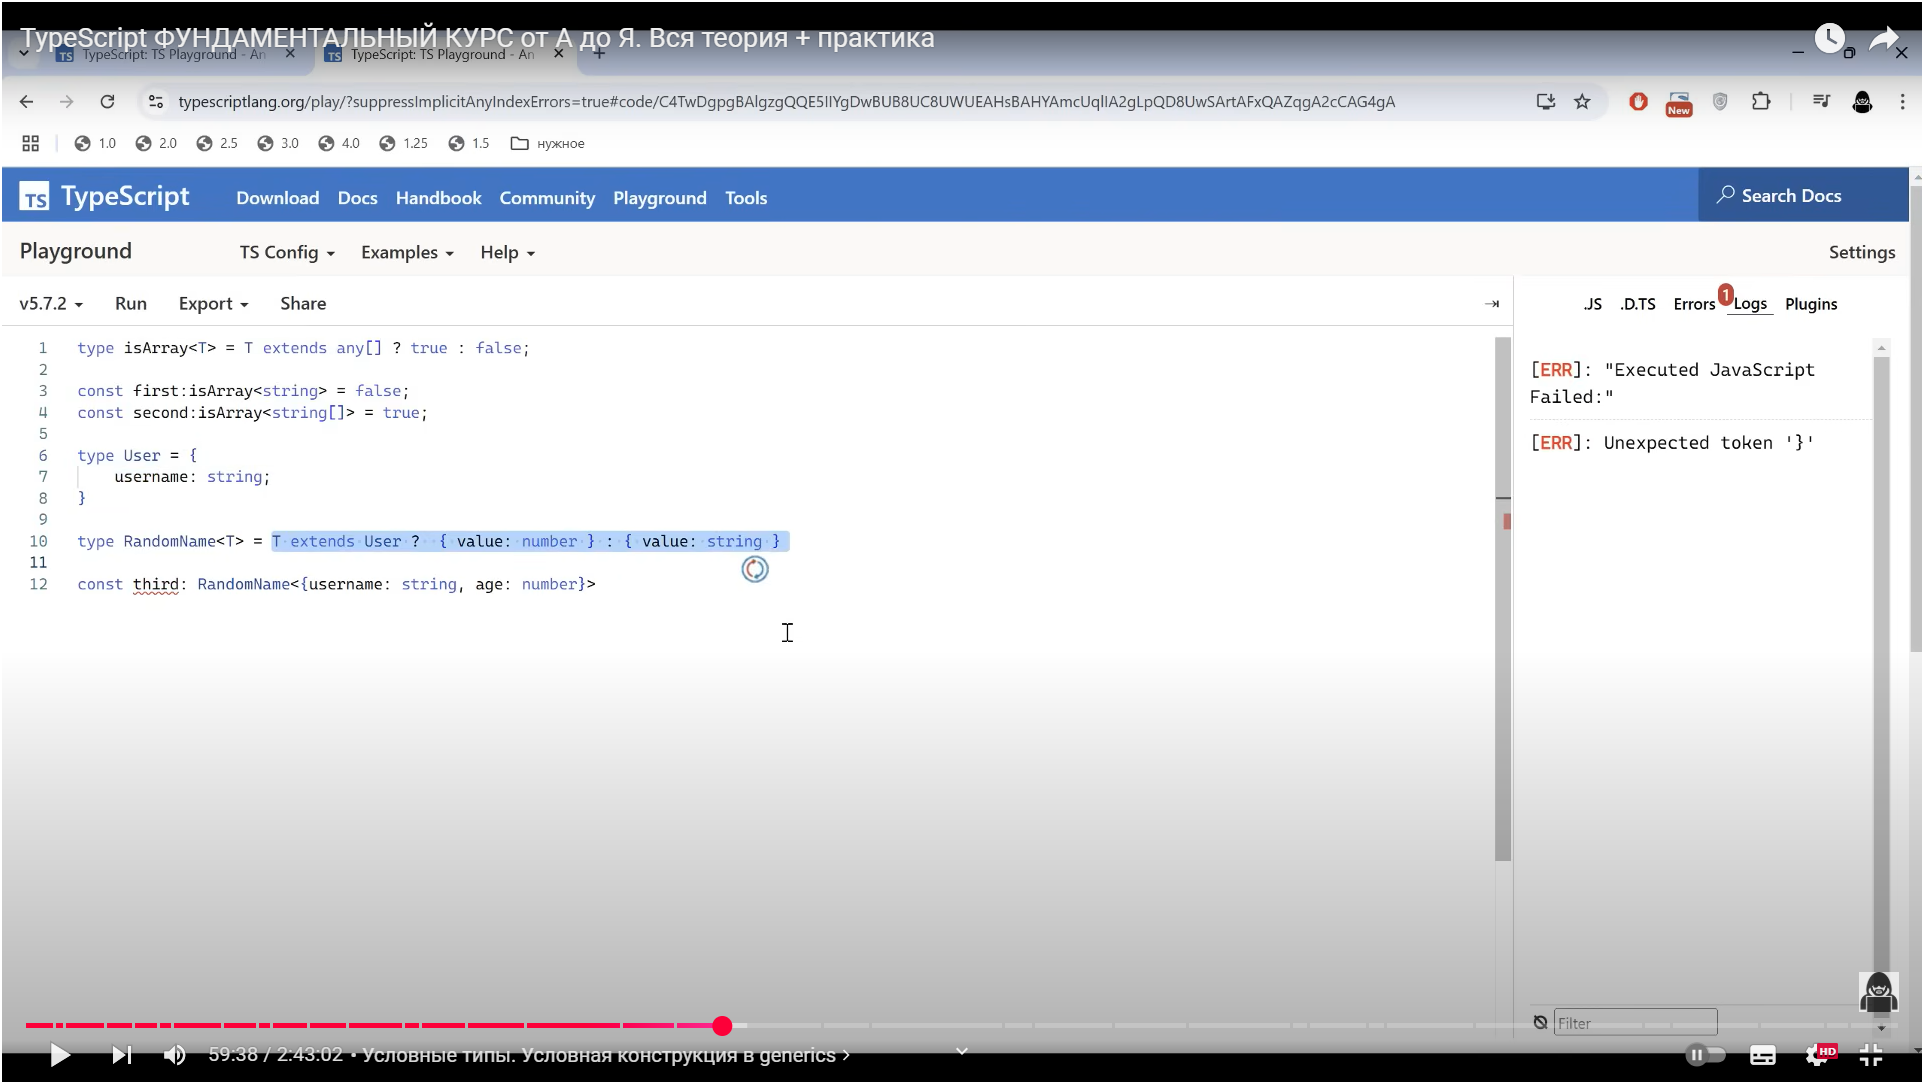 TypeScript ФУНДАМЕНТАЛЬНЫЙ КУРС от А до Я. Вся теория + практика
TypeScript: TS Playground - An
TypeScript: TS Playground - An
typescriptlang.org/play/?suppressImplicitAnyIndexErrors=true#code/C4TwDgpgBAlgzgQQE5IIYgDwBUB8UC8UWUEAHsBAHYAmcUqlIA2gLpQD8UwSArtAFxQAZqgA2cCAG4gA
New
1.0
2.0
2.5
3.0
4.0
1.25
1.5
нужное
TS TypeScript
Download
Docs
Handbook
Community
Playground
Tools
Search Docs
Playground
TS Config
Examples
Help
Settings
v5.7.2
Run
Export
Share
.JS
.D.TS
Errors
1
Logs
Plugins
1 type isArray<T> = T extends any[] ? true : false;
2
3 const first:isArray<string> = false;
4 const second:isArray<string[]> = true;
5
6 type User = {
7 username: string;
8 }
9
10 type RandomName<T> = T extends User ?  { value: number } : { value: string }
11
12 const third: RandomName<{username: string, age: number}>
[ERR]: "Executed JavaScript
Failed:"
[ERR]: Unexpected token '}'
Filter
59:38 / 2:43:02 • Условные типы. Условная конструкция в generics
HD